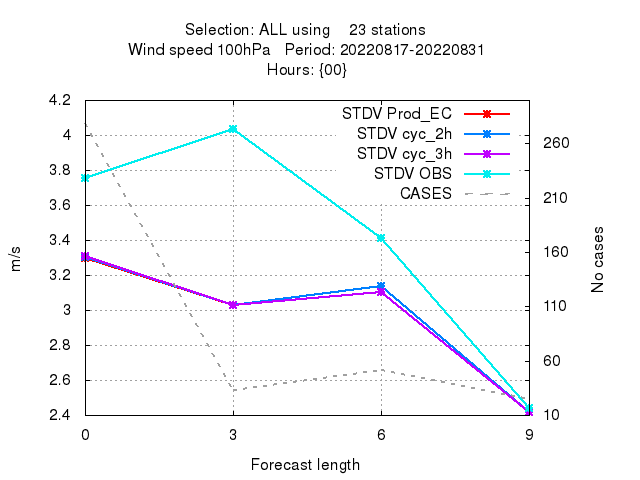 Selection: ALL using    23 stations
Wind speed 100hPa   Period: 20220817-20220831
Hours: {00}
STDV Prod_EC
STDV cyc_2h
STDV cyc_3h
STDV OBS
CASES
4.2
4
3.8
3.6
3.4
3.2
3
2.8
2.6
2.4
m/s
260
210
160
110
60
10
No cases
0 3 6 9
Forecast length